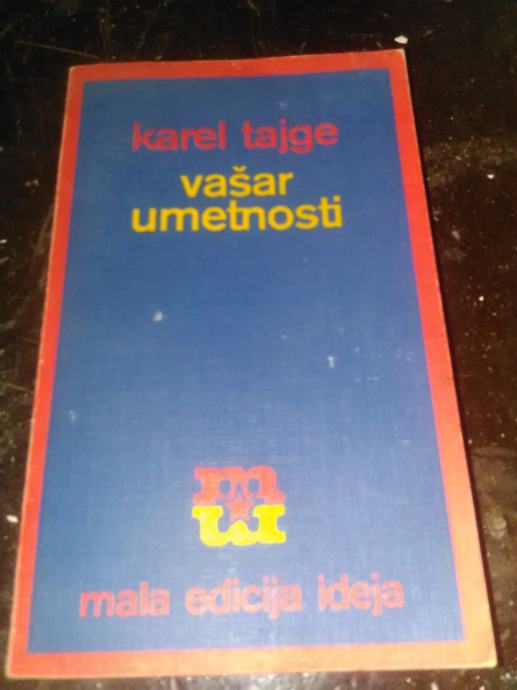 karel tajge
vašar
umetnosti
m
mala edicija ideja